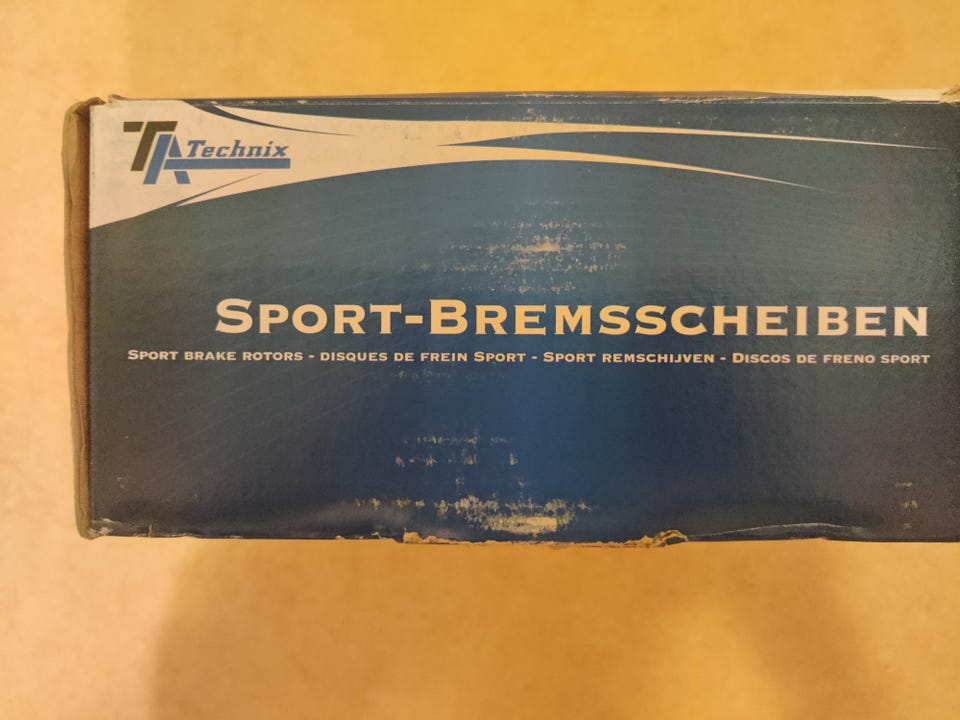 TA Technix
SPORT-BREMSSCHEIBEN
SPORT BRAKE ROTORS - DISQUES DE FREIN SPORT - SPORT REMSCHIJVEN - DISCOS DE FRENO SPORT